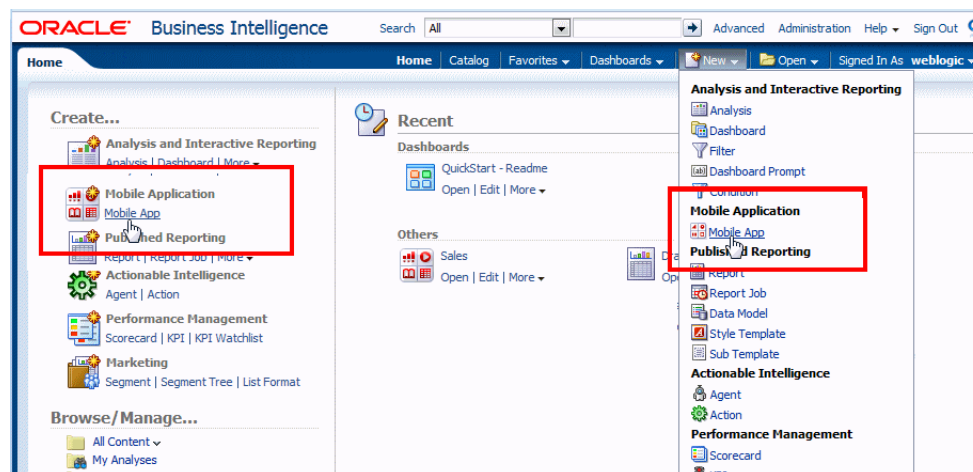 ORACLE Business Intelligence
Search All Advanced Administration Help Sign Out
Home
Home Catalog Favorites Dashboards New Open Signed In As weblogic
Create...
Analysis and Interactive Reporting
Analysis | Dashboard | More
Mobile Application
Mobile App
Published Reporting
Report | Report Job | More
Actionable Intelligence
Agent | Action
Performance Management
Scorecard | KPI | KPI Watchlist
Marketing
Segment | Segment Tree | List Format
Browse/Manage...
All Content
My Analyses
Recent
Dashboards
QuickStart - Readme
Open | Edit | More
Others
Sales
Open | Edit | More
Dra
Ope
Analysis and Interactive Reporting
Analysis
Dashboard
Filter
Dashboard Prompt
Condition
Mobile Application
Mobile App
Published Reporting
Report
Report Job
Data Model
Style Template
Sub Template
Actionable Intelligence
Agent
Action
Performance Management
Scorecard